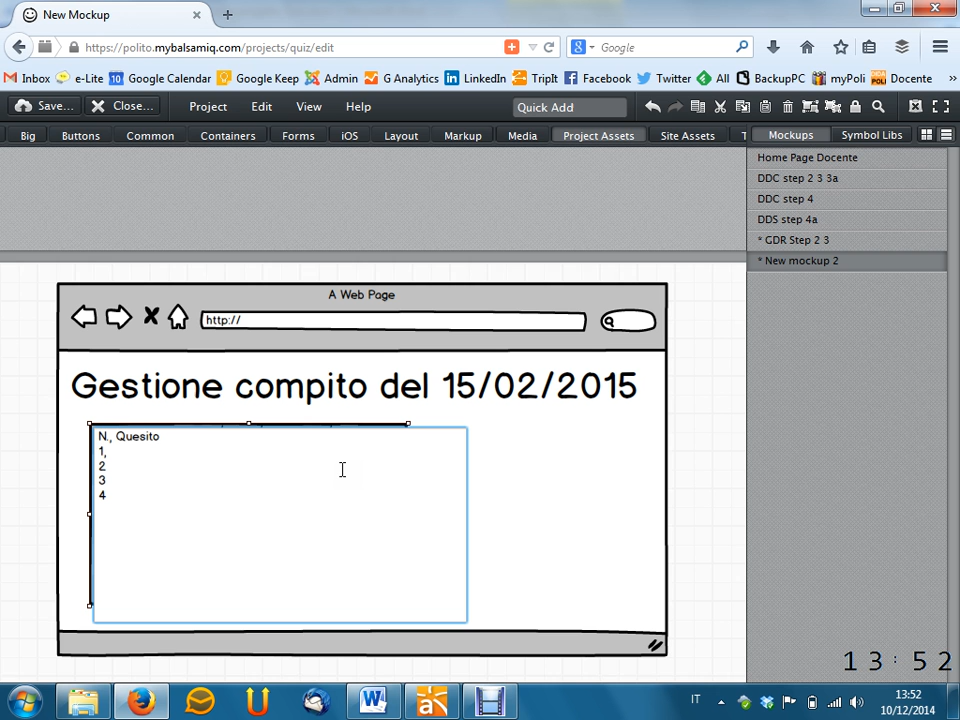 New Mockup
https://polito.mybalsamiq.com/projects/quiz/edit
Google
Inbox e-Lite Google Calendar Google Keep Admin G Analytics LinkedIn TripIt Facebook Twitter All BackupPC myPoli Docente »
Save... Close... Project Edit View Help Quick Add
Big Buttons Common Containers Forms iOS Layout Markup Media Project Assets Site Assets T Mockups Symbol Libs
Home Page Docente
DDC step 2 3 3a
DDC step 4
DDS step 4a
* GDR Step 2 3
* New mockup 2
A Web Page
http://
Gestione compito del 15/02/2015
N., Quesito
1,
2
3
4
13:52
IT
13:52
10/12/2014